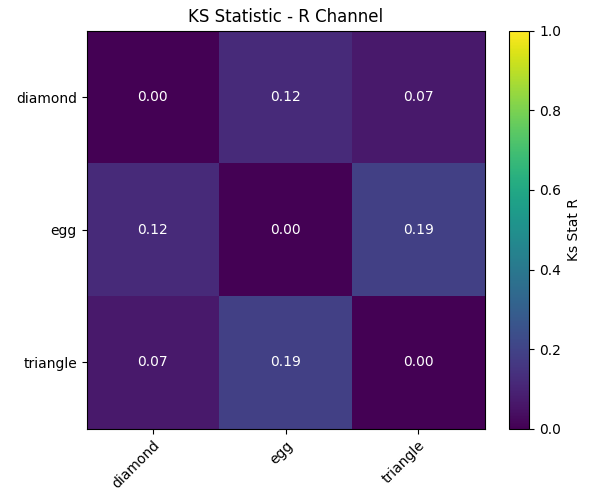 KS Statistic - R Channel
diamond 0.00 0.12 0.07
egg 0.12 0.00 0.19
triangle 0.07 0.19 0.00
diamond egg triangle
1.0
0.8
0.6
0.4
0.2
0.0
Ks Stat R